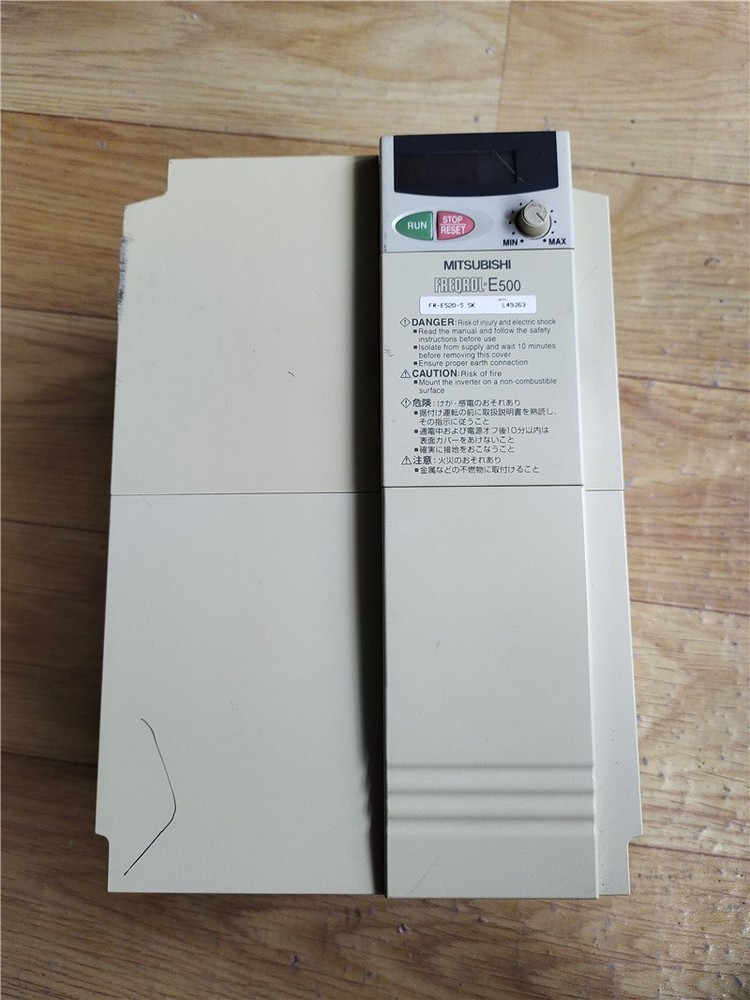 RUN
STOP
RESET
MIN
MAX
MITSUBISHI
FREQROL-E500
FR-E520-5.5K L49J63
DANGER:Risk of injury and electric shock
Read the manual and follow the safety
instructions before use
Isolate from supply and wait 10 minutes
before removing this cover
Ensure proper earth connection
CAUTION:Risk of fire
Mount the inverter on a non-combustible
surface
危険：けが・感電のおそれあり
据付け運転の前に取扱説明書を熟読し、
その指示に従うこと
通電中および電源オフ後10分以内は
表面カバーをあけないこと
確実に接地をおこなうこと
注意：火災のおそれあり
金属などの不燃物に取付けること